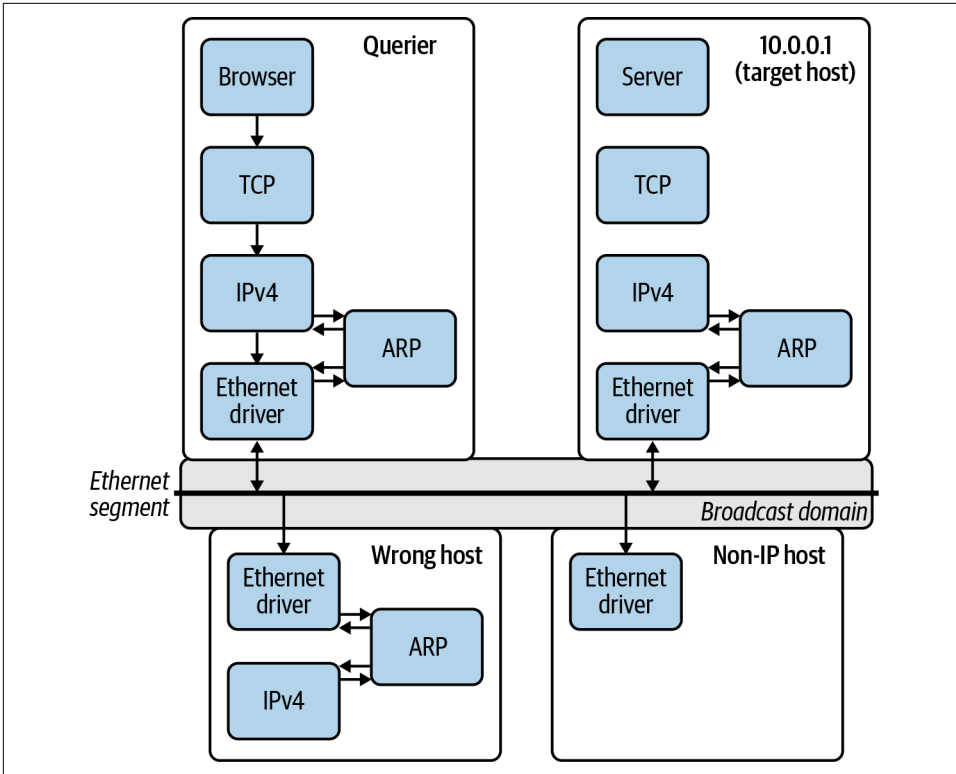 Querier
Browser
TCP
IPv4
ARP
Ethernet
driver
10.0.0.1
(target host)
Server
TCP
IPv4
ARP
Ethernet
driver
Ethernet
segment
Broadcast domain
Wrong host
Ethernet
driver
ARP
IPv4
Non-IP host
Ethernet
driver